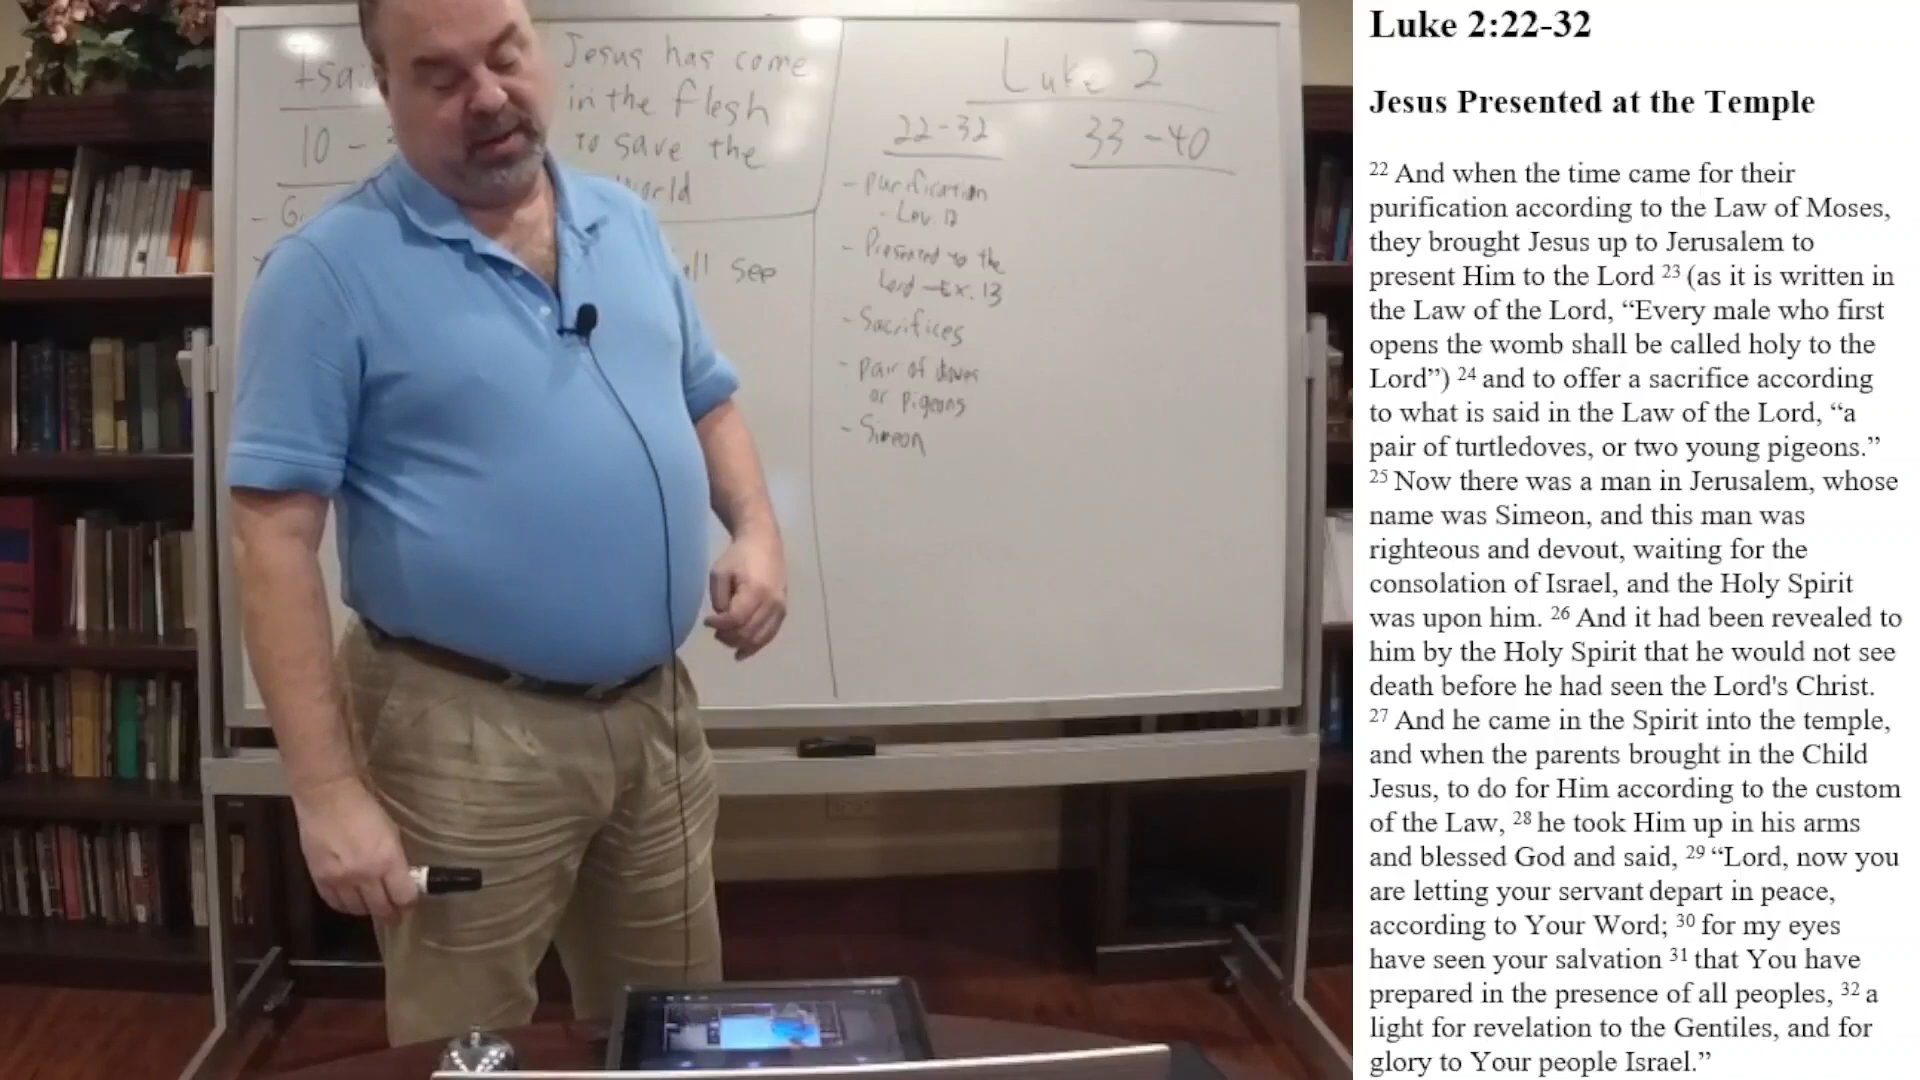 Isai
10 -
- G
Jesus has come
in the flesh
to save the
World
all see
Luke 2
22-32
33-40
- purification
- Lev. 12
- Presented to the
Lord - Ex. 13
- Sacrifices
- pair of doves
or pigeons
- Simeon
Luke 2:22-32
Jesus Presented at the Temple
22 And when the time came for their
purification according to the Law of Moses,
they brought Jesus up to Jerusalem to
present Him to the Lord 23 (as it is written in
the Law of the Lord, “Every male who first
opens the womb shall be called holy to the
Lord”) 24 and to offer a sacrifice according
to what is said in the Law of the Lord, “a
pair of turtledoves, or two young pigeons.”
25 Now there was a man in Jerusalem, whose
name was Simeon, and this man was
righteous and devout, waiting for the
consolation of Israel, and the Holy Spirit
was upon him. 26 And it had been revealed to
him by the Holy Spirit that he would not see
death before he had seen the Lord's Christ.
27 And he came in the Spirit into the temple,
and when the parents brought in the Child
Jesus, to do for Him according to the custom
of the Law, 28 he took Him up in his arms
and blessed God and said, 29 “Lord, now you
are letting your servant depart in peace,
according to Your Word; 30 for my eyes
have seen your salvation 31 that You have
prepared in the presence of all peoples, 32 a
light for revelation to the Gentiles, and for
glory to Your people Israel.”